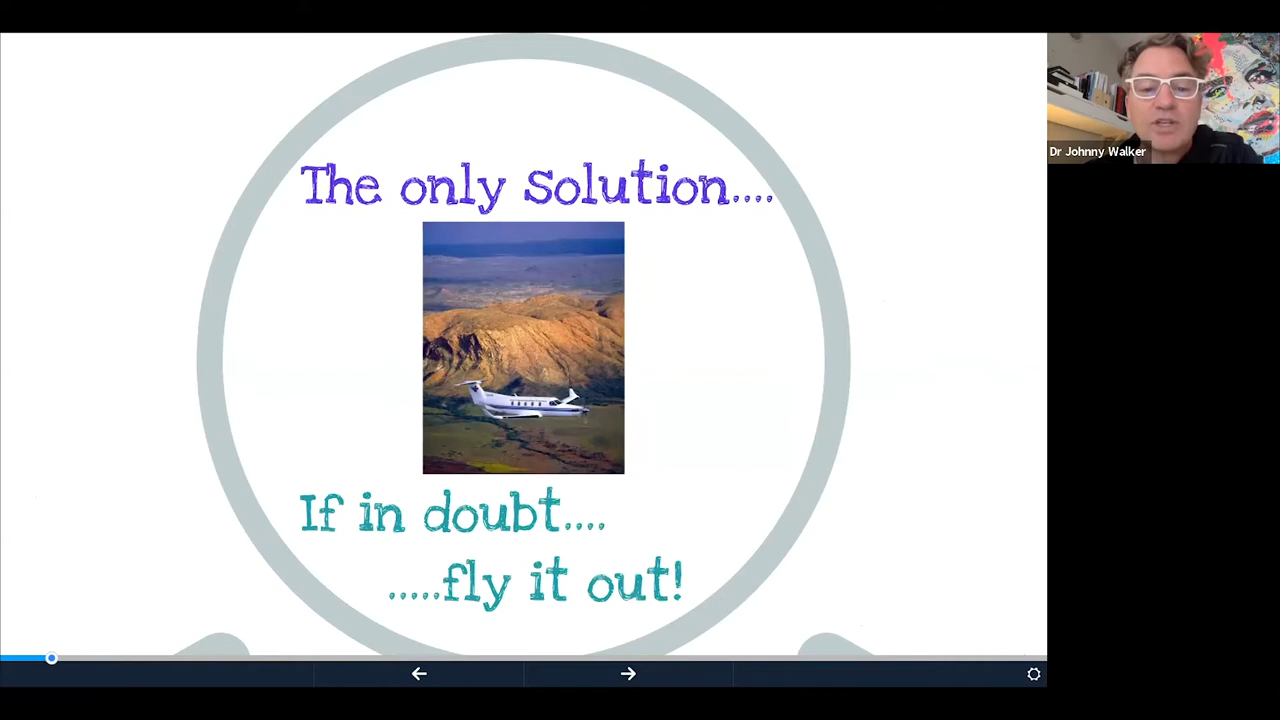 The only solution....
If in doubt....
.....fly it out!
Dr Johnny Walker